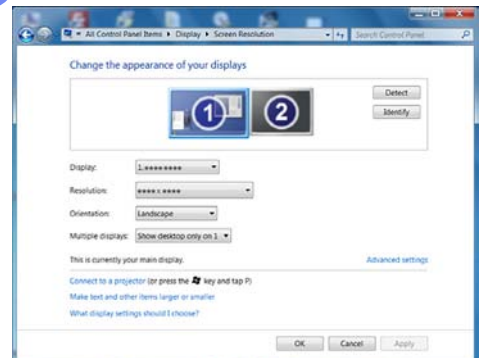 All Control Panel Items ▸ Display ▸ Screen Resolution
Search Control Panel
Change the appearance of your displays
1
2
Detect
Identify
Display: 1.********
Resolution: **** x ****
Orientation: Landscape
Multiple displays: Show desktop only on 1
This is currently your main display.
Advanced settings
Connect to a projector (or press the key and tap P)
Make text and other items larger or smaller
What display settings should I choose?
OK Cancel Apply